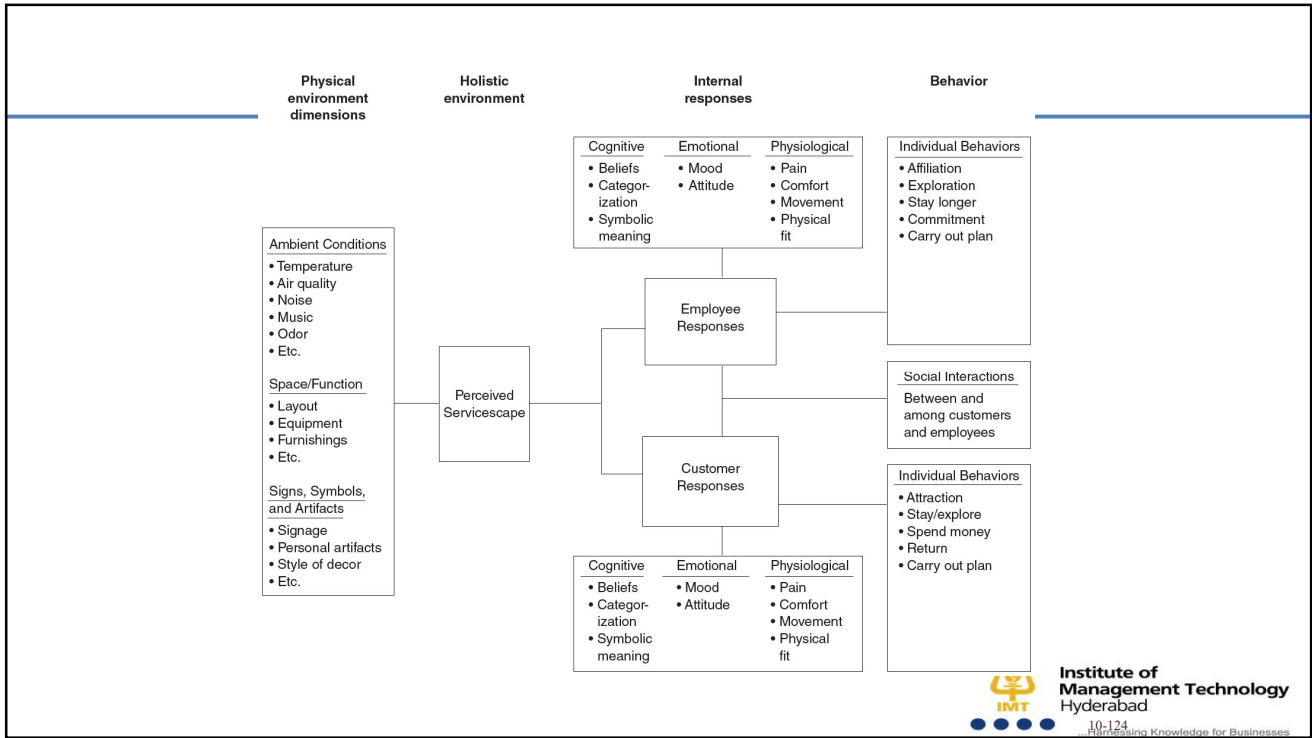 Physical
environment
dimensions
Holistic
environment
Internal
responses
Behavior
Ambient Conditions
• Temperature
• Air quality
• Noise
• Music
• Odor
• Etc.
Space/Function
• Layout
• Equipment
• Furnishings
• Etc.
Signs, Symbols,
and Artifacts
• Signage
• Personal artifacts
• Style of decor
• Etc.
Perceived
Servicescape
Cognitive
• Beliefs
• Categor-
ization
• Symbolic
meaning
Emotional
• Mood
• Attitude
Physiological
• Pain
• Comfort
• Movement
• Physical
fit
Employee
Responses
Customer
Responses
Cognitive
• Beliefs
• Categor-
ization
• Symbolic
meaning
Emotional
• Mood
• Attitude
Physiological
• Pain
• Comfort
• Movement
• Physical
fit
Individual Behaviors
• Affiliation
• Exploration
• Stay longer
• Commitment
• Carry out plan
Social Interactions
Between and
among customers
and employees
Individual Behaviors
• Attraction
• Stay/explore
• Spend money
• Return
• Carry out plan
IMT
Institute of
Management Technology
Hyderabad
10-124
...Harnessing Knowledge for Businesses